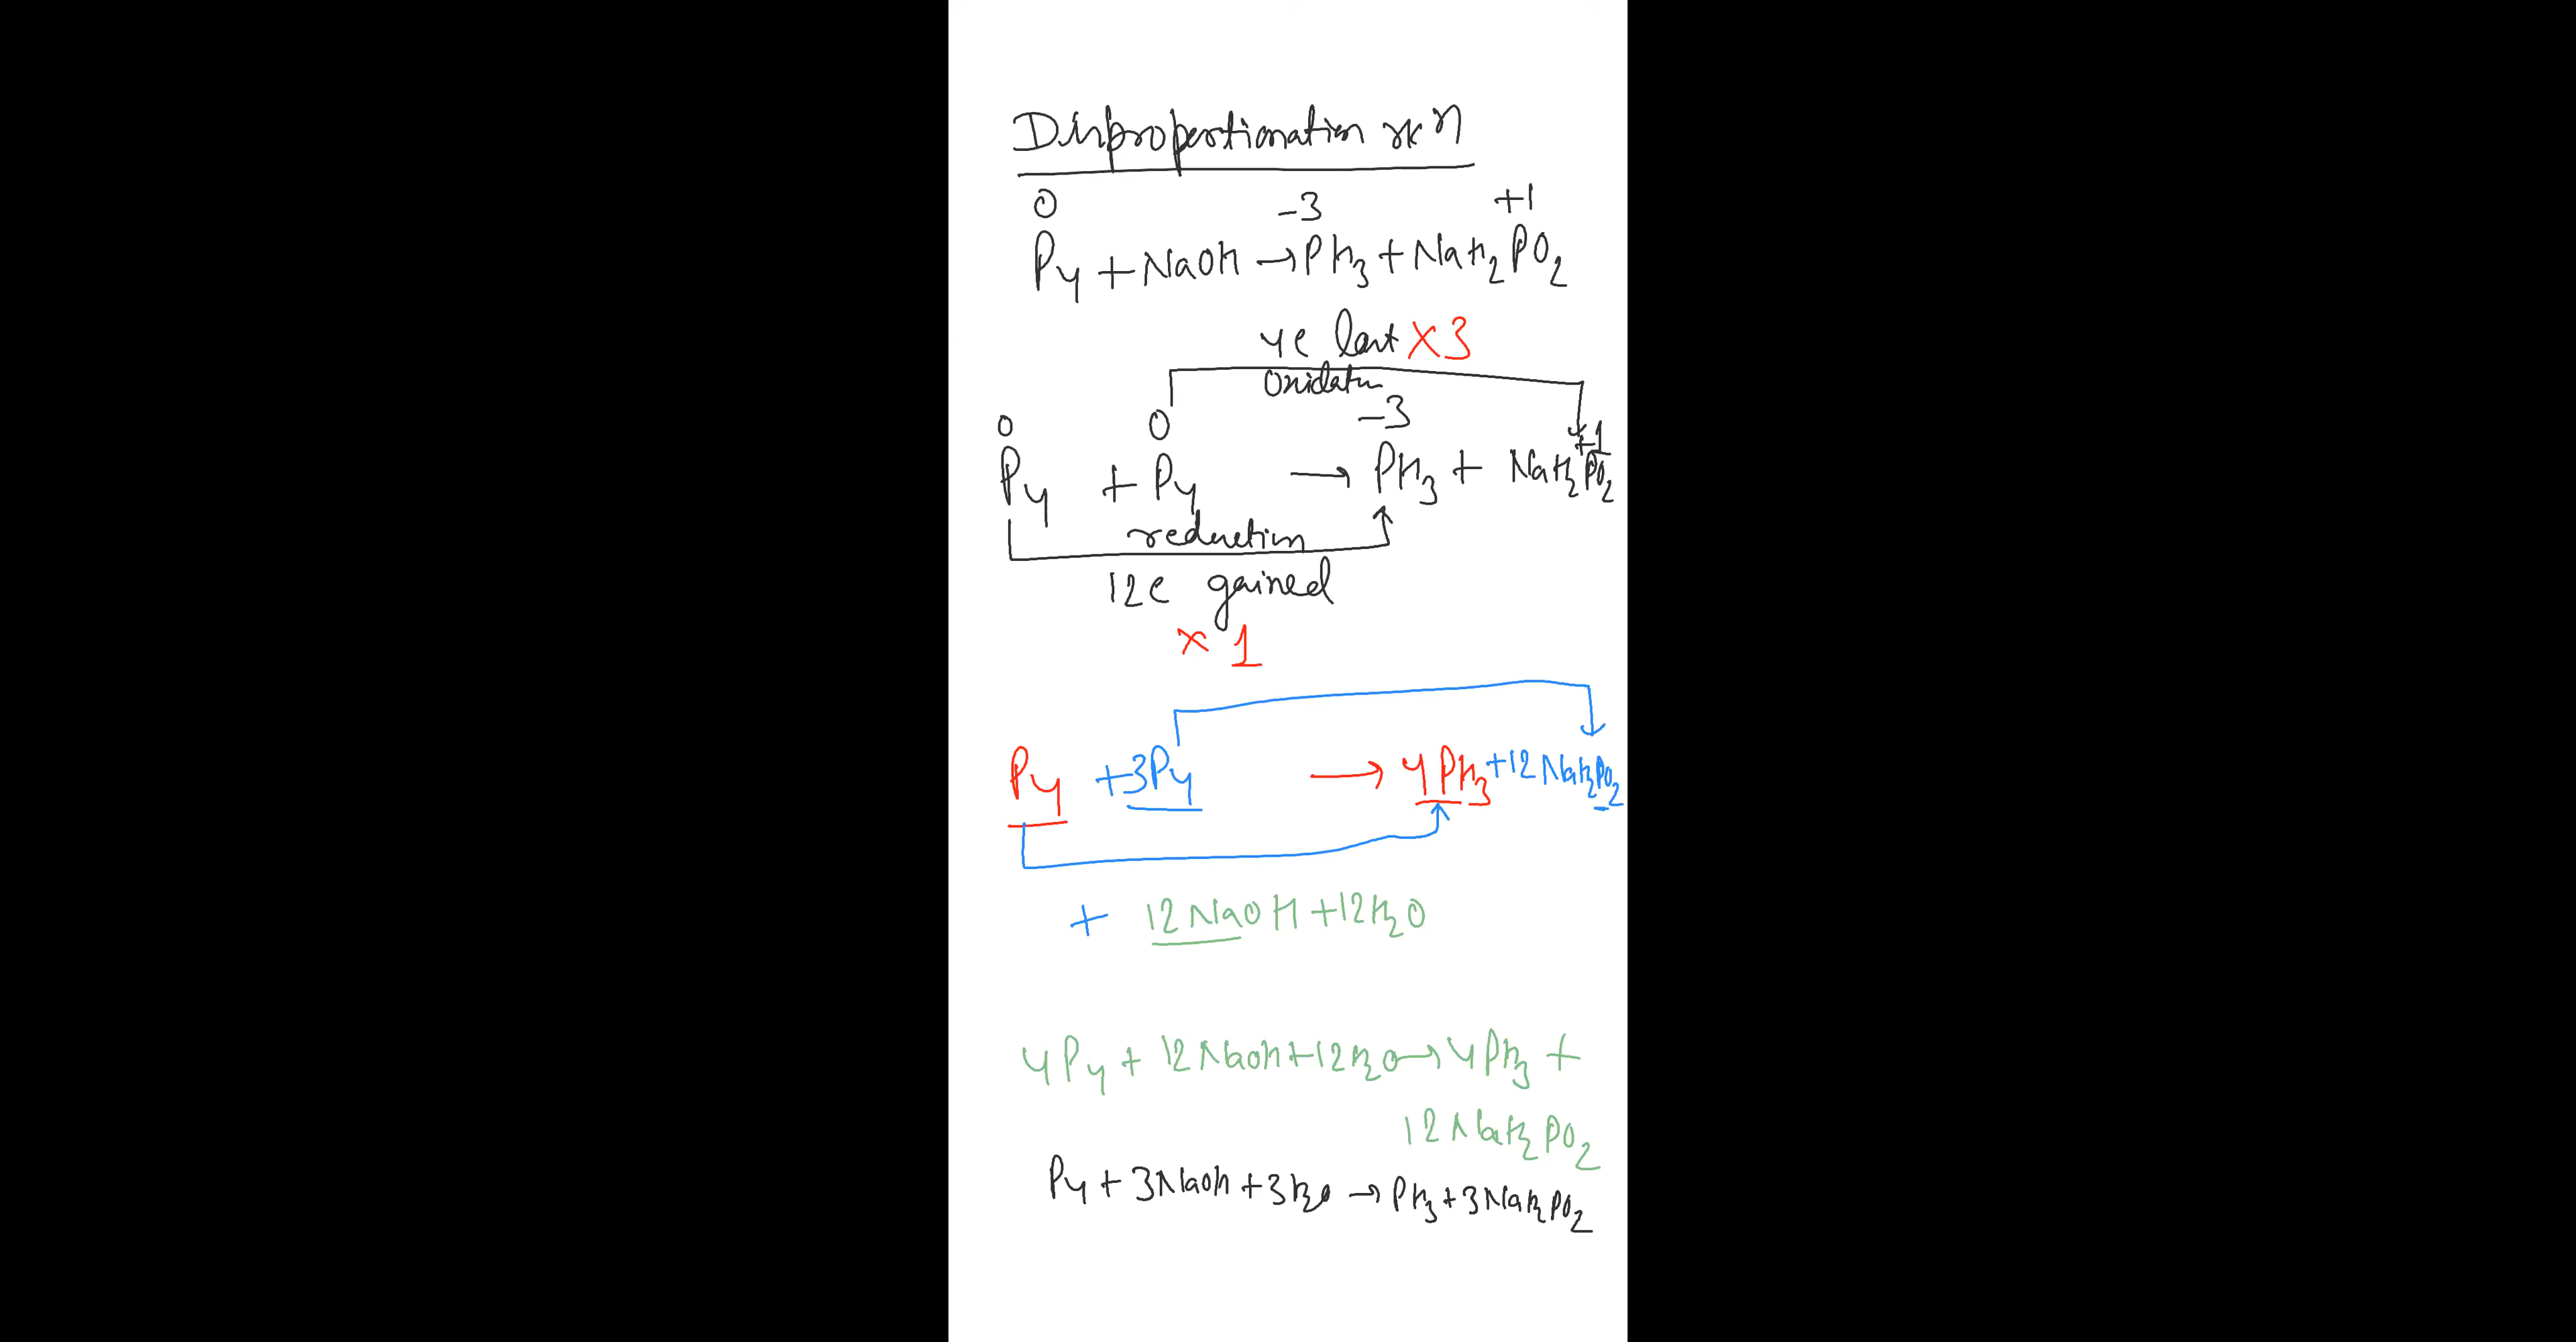 Disproportionation rxn
0 -3 +1
P4 + NaOH → PH3 + NaH2PO2
4e lost ×3
Oxidatn
0 0 -3 +1
P4 + P4 → PH3 + NaH2PO2
reduction
12e gained
× 1
P4 + 3P4 → 4PH3 + 12NaH2PO2
+ 12NaOH + 12H2O
4P4 + 12NaOH + 12H2O → 4PH3 +
12NaH2PO2
P4 + 3NaOH + 3H2O → PH3 + 3NaH2PO2